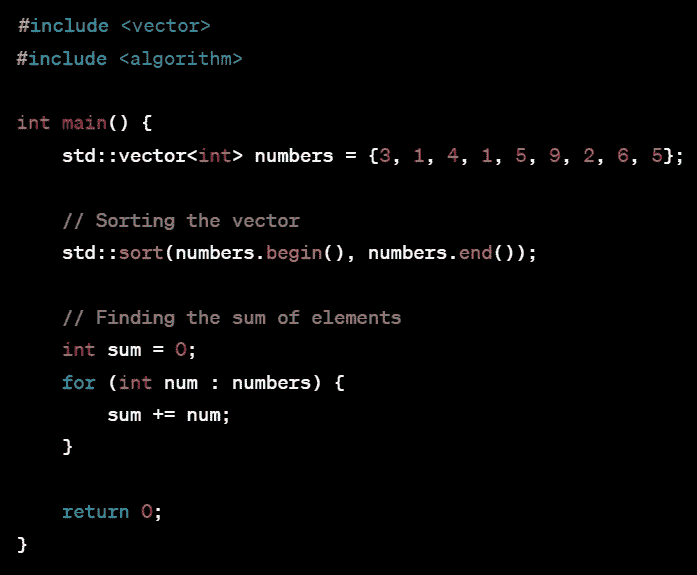 #include <vector>
#include <algorithm>
int main() {
    std::vector<int> numbers = {3, 1, 4, 1, 5, 9, 2, 6, 5};
    // Sorting the vector
    std::sort(numbers.begin(), numbers.end());
    // Finding the sum of elements
    int sum = 0;
    for (int num : numbers) {
        sum += num;
    }
    return 0;
}